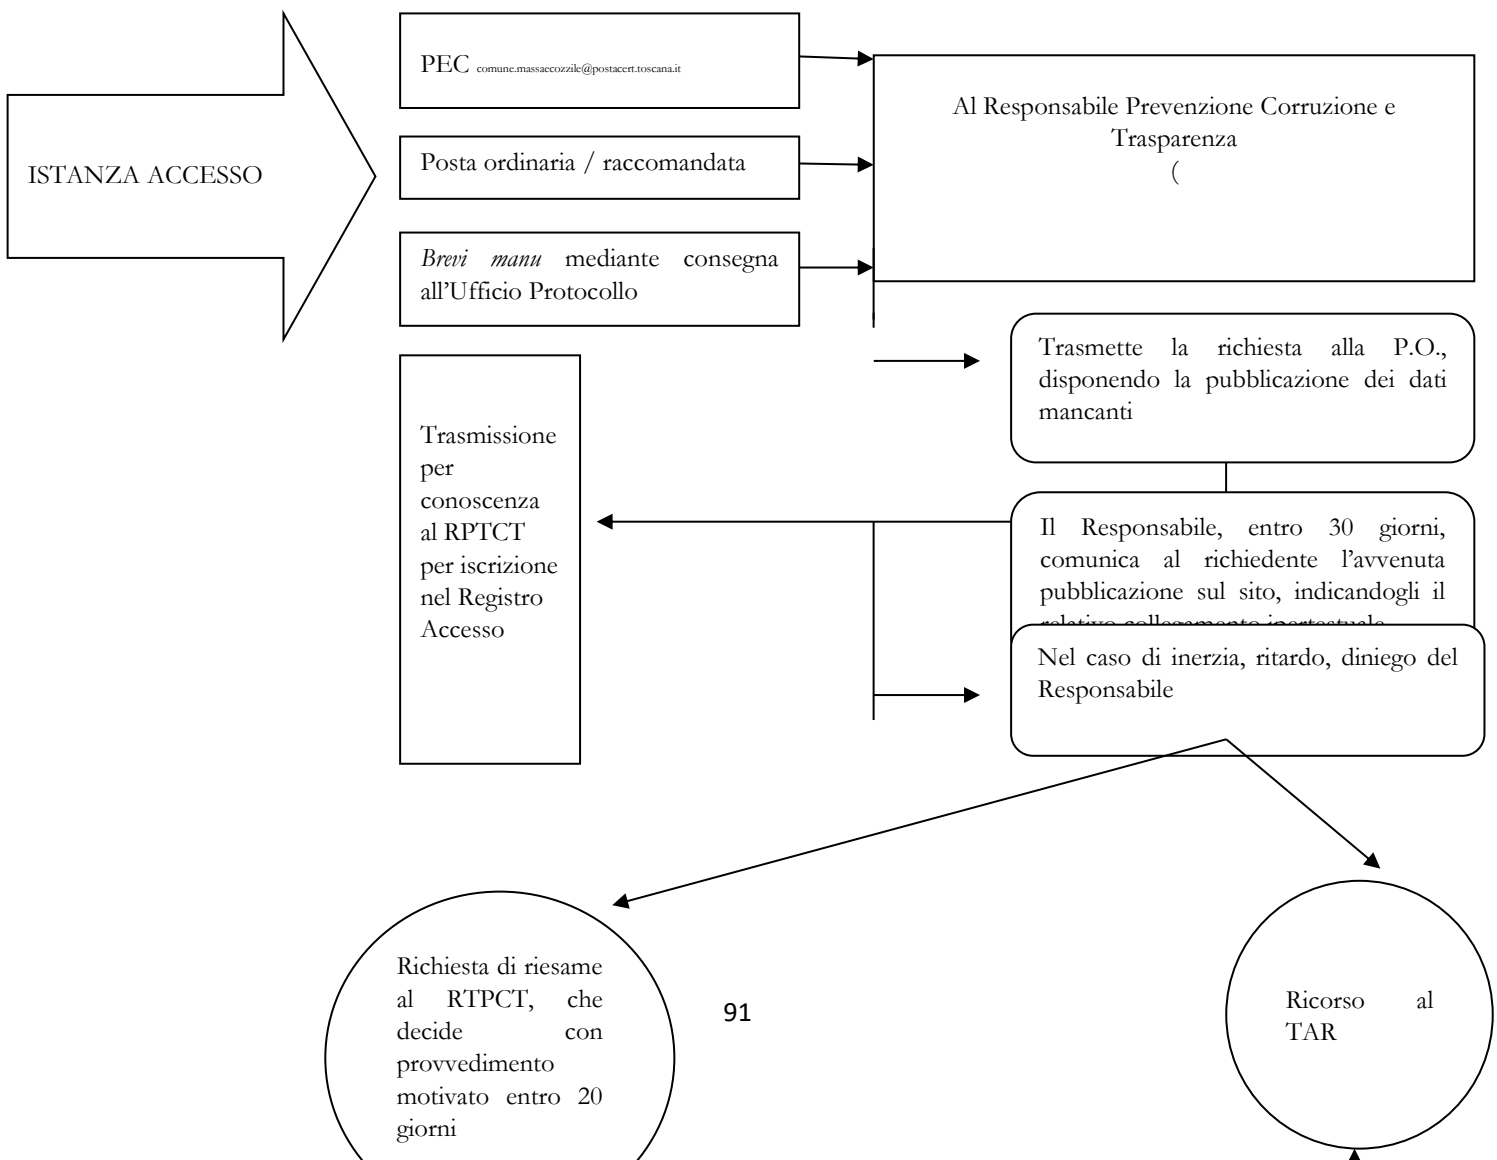 ISTANZA ACCESSO
PEC comune.massaecozzile@postacert.toscana.it
Posta ordinaria / raccomandata
Brevi manu mediante consegna
all'Ufficio Protocollo
Al Responsabile Prevenzione Corruzione e
Trasparenza
(
Trasmette la richiesta alla P.O.,
disponendo la pubblicazione dei dati
mancanti
Trasmissione
per
conoscenza
al RPTCT
per iscrizione
nel Registro
Accesso
Il Responsabile, entro 30 giorni,
comunica al richiedente l'avvenuta
pubblicazione sul sito, indicandogli il
relativo collegamento ipertestuale
Nel caso di inerzia, ritardo, diniego del
Responsabile
Richiesta di riesame
al RTPCT, che
decide con
provvedimento
motivato entro 20
giorni
91
Ricorso al
TAR